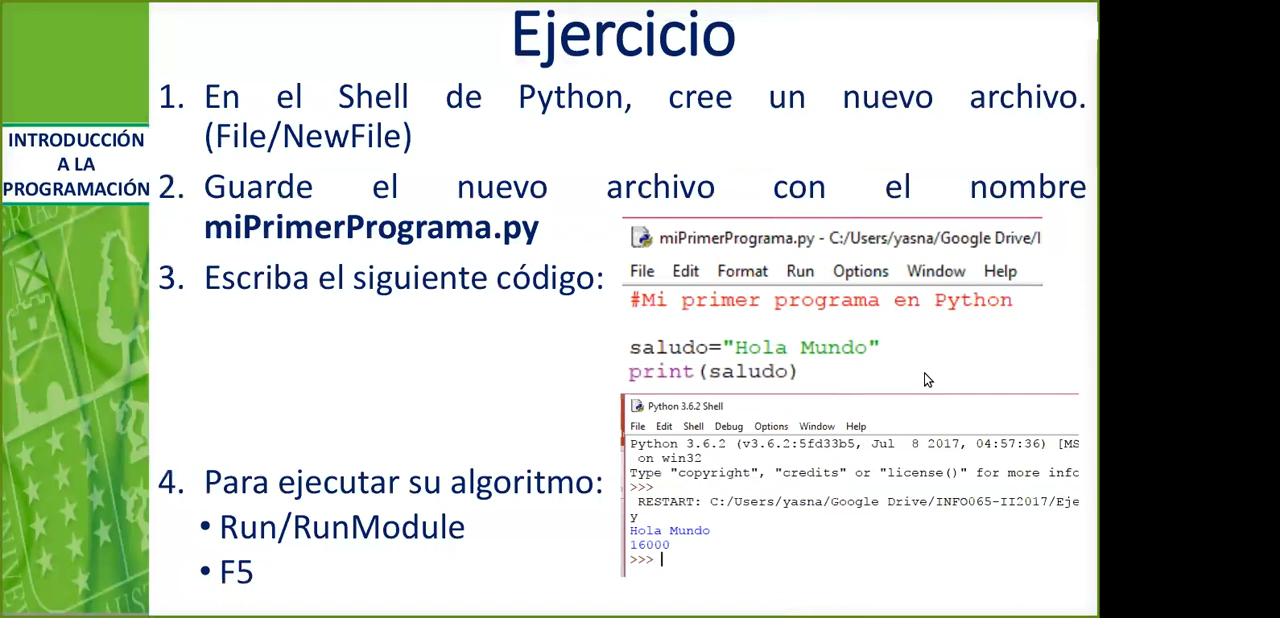 Ejercicio
INTRODUCCIÓN
A LA
PROGRAMACIÓN
1. En el Shell de Python, cree un nuevo archivo.
(File/NewFile)
2. Guarde el nuevo archivo con el nombre
miPrimerPrograma.py
3. Escriba el siguiente código:
miPrimerPrograma.py - C:/Users/yasna/Google Drive/I
File Edit Format Run Options Window Help
#Mi primer programa en Python
saludo="Hola Mundo"
print(saludo)
Python 3.6.2 Shell
File Edit Shell Debug Options Window Help
Python 3.6.2 (v3.6.2:5fd33b5, Jul 8 2017, 04:57:36) [MS
on win32
Type "copyright", "credits" or "license()" for more info
>>>
RESTART: C:/Users/yasna/Google Drive/INFO065-II2017/Eje
y
Hola Mundo
16000
>>>
4. Para ejecutar su algoritmo:
• Run/RunModule
• F5